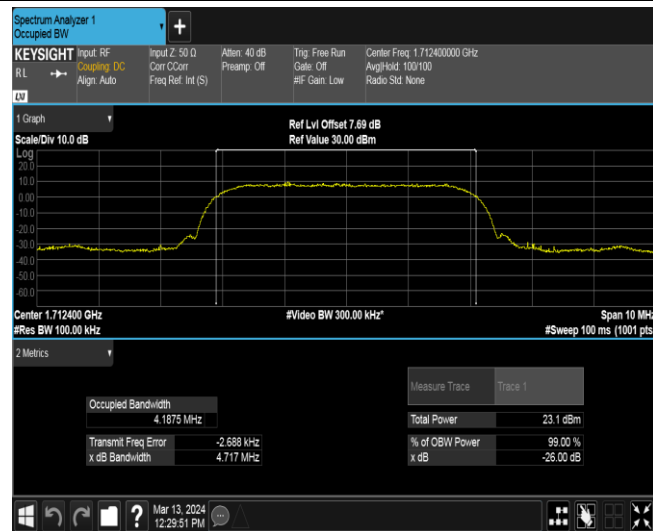 Spectrum Analyzer 1
Occupied BW
+
KEYSIGHT Input: RF Input Z: 50 Ω Atten: 40 dB Trig: Free Run Center Freq: 1.712400000 GHz
RL Coupling: DC Corr CCorr Preamp: Off Gate: Off Avg|Hold: 100/100
Align: Auto Freq Ref: Int (S) #IF Gain: Low Radio Std: None
LXI
1 Graph
Ref Lvl Offset 7.69 dB
Scale/Div 10.0 dB Ref Value 30.00 dBm
Log
20.0
10.0
0.00
-10.0
-20.0
-30.0
-40.0
-50.0
-60.0
Center 1.712400 GHz #Video BW 300.00 kHz* Span 10 MHz
#Res BW 100.00 kHz #Sweep 100 ms (1001 pts
2 Metrics
Measure Trace Trace 1
Occupied Bandwidth
4.1875 MHz
Total Power 23.1 dBm
Transmit Freq Error -2.688 kHz % of OBW Power 99.00 %
x dB Bandwidth 4.717 MHz x dB -26.00 dB
? Mar 13, 2024
12:29:51 PM